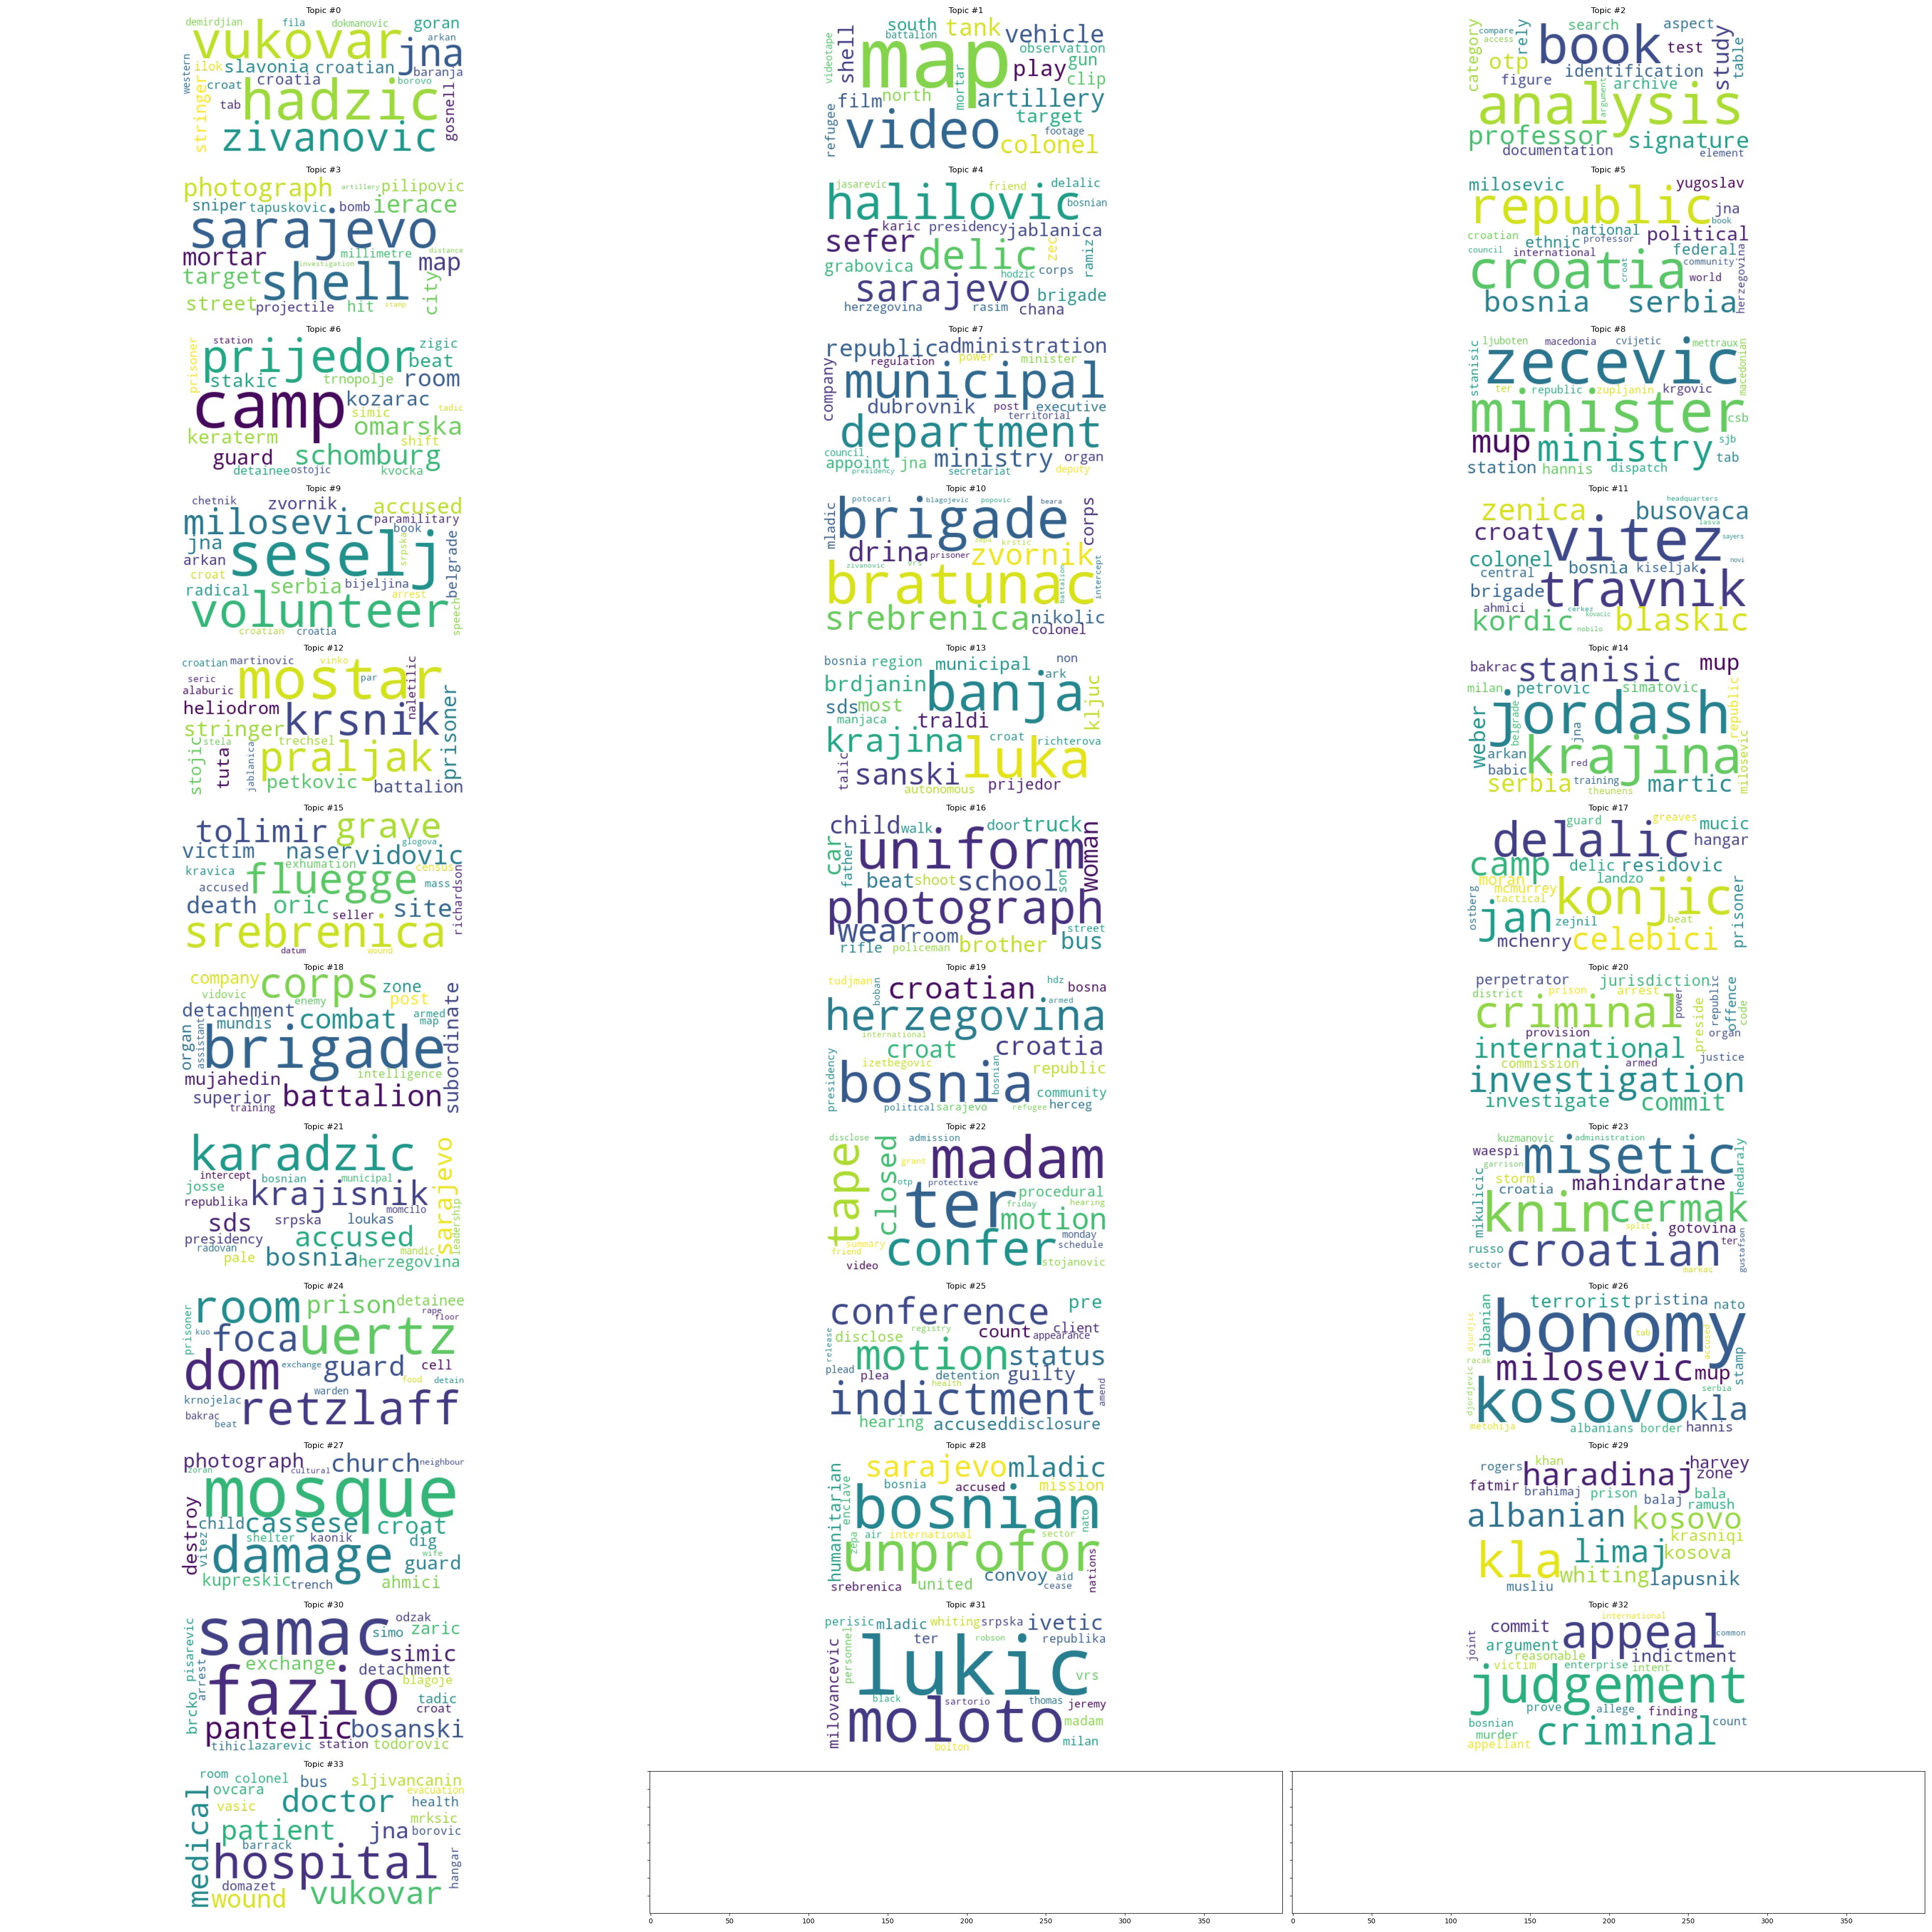 Topic #0
demirdjian fila dokmanovic goran
vukovar jna arkan
western ilok slavonia croatian baranja
croat croatia borovo
stringer tab hadzic gosnell
zivanovic
Topic #1
south tank vehicle
battalion observation
videotape shell map play gun clip
film north mortar artillery
target
refugee video footage colonel
Topic #2
category compare access rely search aspect
book test study table
otp identification
figure archive
analysis argument
professor signature
documentation element
Topic #3
photograph artillery pilipovic
sniper tapuskovic bomb ierace
sarajevo
mortar millimetre distance map
target investigation shell city
street projectile hit stamp
Topic #4
jasarevic friend delalic
halilovic bosnian
karic presidency jablanica
sefer delic zec ramiz
grabovica hodzic corps
sarajevo brigade
herzegovina rasim chana
Topic #5
milosevic yugoslav
republic jna book
croatian national political
ethnic professor federal
council international community
croatia croat world herzegovina
bosnia serbia
Topic #6
station zigic
prisoner prijedor beat
stakic trnopolje room
camp kozarac
simic tadic
omarska
keraterm shift
guard schomburg
detainee ostojic kvocka
Topic #7
republic administration
regulation power minister
company municipal
dubrovnik post executive
territorial
department
council ministry organ
appoint jna presidency secretariat deputy
Topic #8
ljuboten macedonia cvijetic mettraux
stanisic zecevic macedonian
ter republic zupljanin krgovic
minister csb
mup ministry sjb
tab
station hannis dispatch
Topic #9
chetnik zvornik accused
milosevic paramilitary
book
jna seselj srpska
arkan belgrade
croat serbia bijeljina
radical arrest
volunteer speech
croatian croatia
Topic #10
potocari blagojevic popovic beara
mladic brigade corps
drina zepa krstic zvornik
prisoner
zivanovic vrs
bratunac battalion intercept
srebrenica nikolic
colonel
Topic #11
headquarters
zenica busovaca
lasva
croat vitez sayers
colonel novi
central bosnia kiseljak
brigade travnik
ahmici cerkez
kovacic
kordic nobilo blaskic
Topic #12
croatian martinovic vinko
seric mostar par naletilic
alaburic
heliodrom krsnik
stringer prisoner
stojic stela trechsel
tuta jablanica praljak
petkovic battalion
Topic #13
bosnia region municipal non
brdjanin banja ark
sds most kljuc
manjaca traldi
krajina croat richterova
luka
talic sanski
autonomous prijedor
Topic #14
bakrac stanisic mup
milan petrovic simatovic republic
weber jordash
belgrade jna
arkan krajina milosevic
babic red
serbia training martic
theunens
Topic #15
tolimir grave
glogova
victim naser vidovic
kravica exhumation census
fluegge mass
accused
death oric site
seller richardson
srebrenica
datum wound
Topic #16
child walk door truck
car father uniform woman
beat shoot school son
photograph
wear room street
brother bus
rifle policeman
Topic #17
guard greaves
delalic mucic
hangar
camp delic residovic
moran landzo
mcmurrey
tactical konjic
ostberg jan beat prisoner
zejnil
mchenry celebici
Topic #18
company corps zone
vidovic enemy post
detachment armed
mundis combat map
organ assistant brigade subordinate
mujahedin intelligence
superior battalion
training
Topic #19
tudjman boban croatian hdz bosna
armed
herzegovina
international
croat croatia
izetbegovic republic
presidency bosnia bosnian
community
political sarajevo refugee herceg
Topic #20
perpetrator jurisdiction
district prison arrest power republic offence code
criminal preside
provision organ
international justice
commission armed
investigation
investigate commit
Topic #21
karadzic sarajevo
intercept bosnian municipal
josse
republika krajisnik
momcilo
sds srpska loukas leadership
presidency accused
radovan mandic
pale bosnia herzegovina
Topic #22
disclose closed admission
tape grant madam
otp protective
ter procedural
friday hearing
motion
summary monday
confer schedule
friend stojanovic
video
Topic #23
kuzmanovic administration
waespi misetic hedaraly
garrison
storm mahindaratne
croatia
mikulicic knin cermak
split gotovina
ter
russo croatian gustafson
sector markac
Topic #24
room prison detainee
rape
prisoner floor
kuo foca uertz
dom exchange guard cell
food detain
warden
krnojelac retzlaff
bakrac
beat
Topic #25
conference pre
registry count client
release disclose appearance
motion status
plead plea detention guilty
health
indictment amend
hearing accused disclosure
Topic #26
terrorist pristina nato
albanian bonomy
djurdjic tab accused
racak milosevic mup stamp
serbia
djordjevic kosovo kla
metohija albanians border hannis
Topic #27
photograph church neighbour
zoran cultural
mosque
destroy child cassese croat
vitez shelter kaonik dig
damage wife
guard
kupreskic trench ahmici
Topic #28
sarajevo mladic
humanitarian enclave bosnia accused mission
bosnian
zepa air international sector nato
unprofor
convoy aid nations
srebrenica united cease
Topic #29
rogers khan harvey
haradinaj zone
fatmir brahimaj prison bala
balaj ramush
albanian kosovo
krasniqi
kla limaj kosova
whiting lapusnik
musliu
Topic #30
samac odzak
simo zaric
pisarevic simic
exchange detachment
arrest fazio blagoje
brcko tadic
croat
pantelic bosanski
tihic lazarevic station todorovic
Topic #31
perisic mladic whiting srpska ivetic
personnel ter robson republika
milovancevic lukic vrs
black sartorio thomas jeremy
moloto madam
bolton milan
Topic #32
international
commit appeal common
joint argument
reasonable indictment
victim enterprise intent
judgement
prove allege finding
bosnian criminal count
murder
appellant
Topic #33
room colonel bus sljivancanin
ovcara evacuation
medical vasic doctor health
mrksic
patient jna borovic
barrack
hospital hangar
domazet
wound vukovar
0 50 100 150 200 250 300 350
0 50 100 150 200 250 300 350